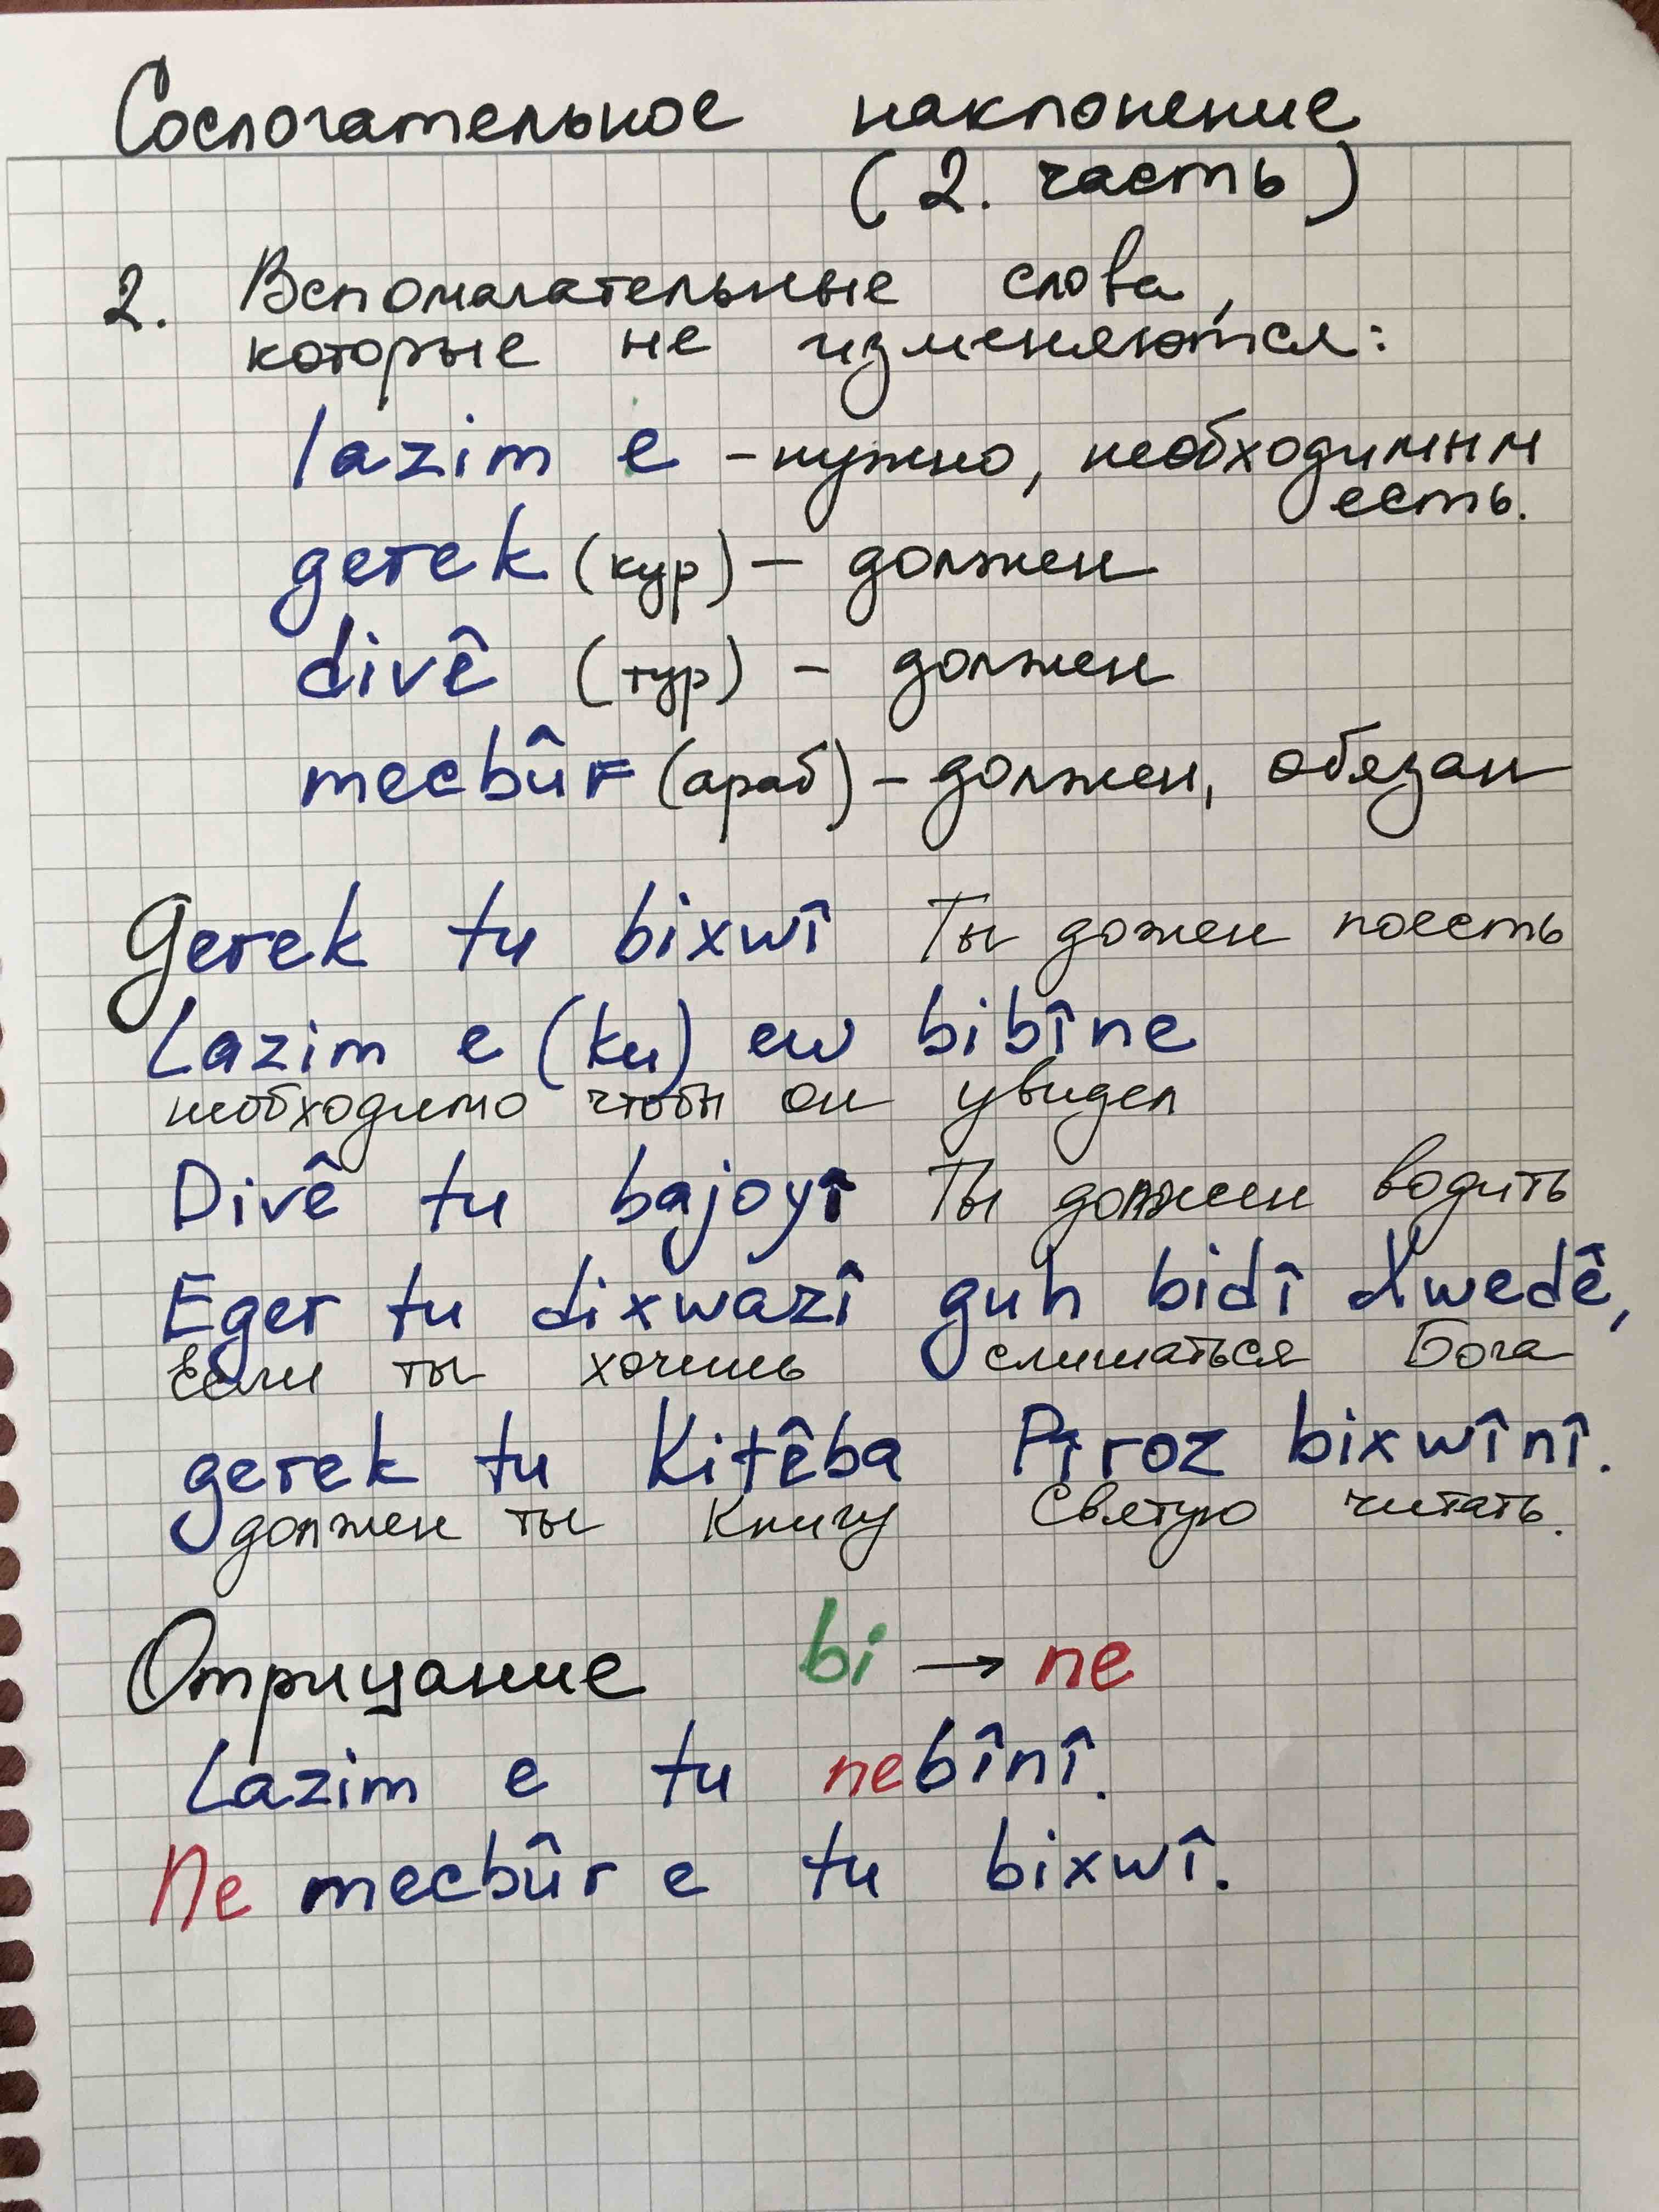 Сослогательное наклонение
(2. часть)
2. Вспомагательные слова,
которые не изменяются:
lazim e - нужно, необходимым
есть.
gerek (кур) - должен
divê (тур) - должен
mecbûr (араб) - должен, обязан
Gerek tu bixwî Ты дожен поесть
Lazim e (ku) ew bibîne
необходимо чтобы он увидел
Divê tu bajoyî Ты должен водить
Eger tu dixwazî guh bidî Xwedê,
Если ты хочешь слишаться Бога
gerek tu Kitêba Pîroz bixwînî.
должен ты Книгу Святую читать.
Отрицание bi → ne
Lazim e tu nebînî.
Ne mecbûr e tu bixwî.